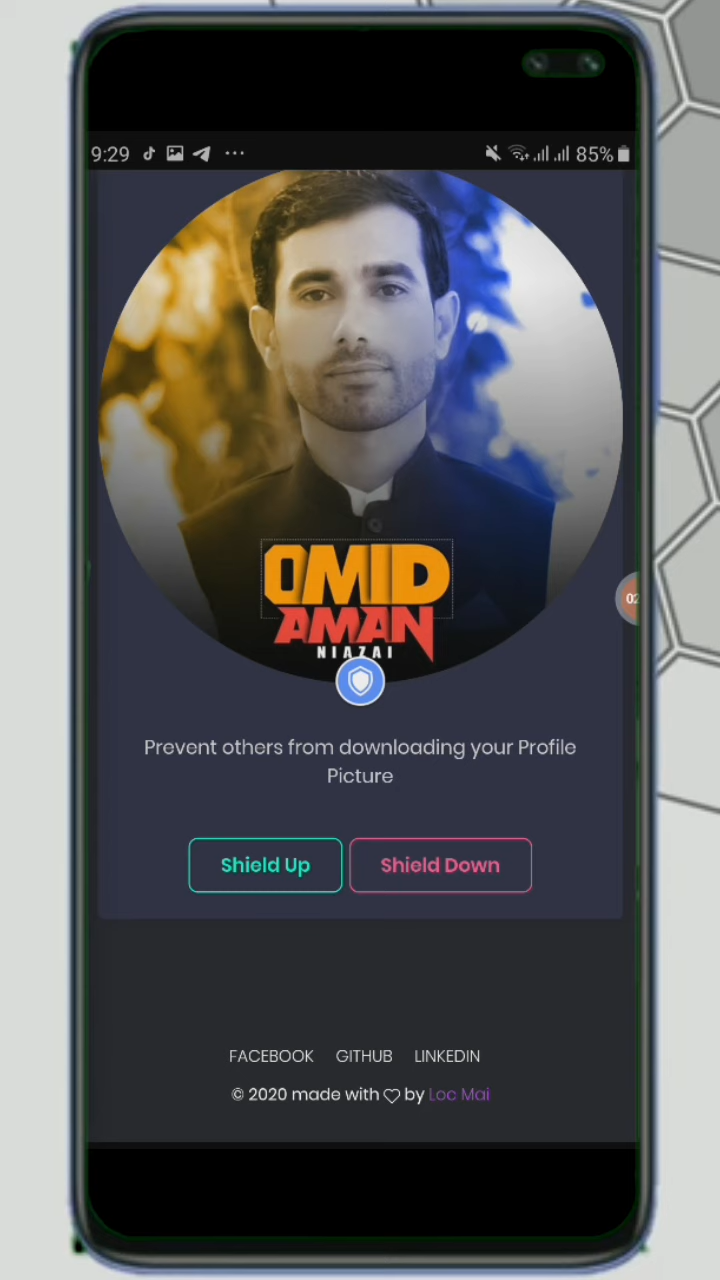 9:29 ... 85%
OMID
AMAN
NIAZAI
02
Prevent others from downloading your Profile
Picture
Shield Up Shield Down
FACEBOOK GITHUB LINKEDIN
© 2020 made with ♡ by Loc Mai